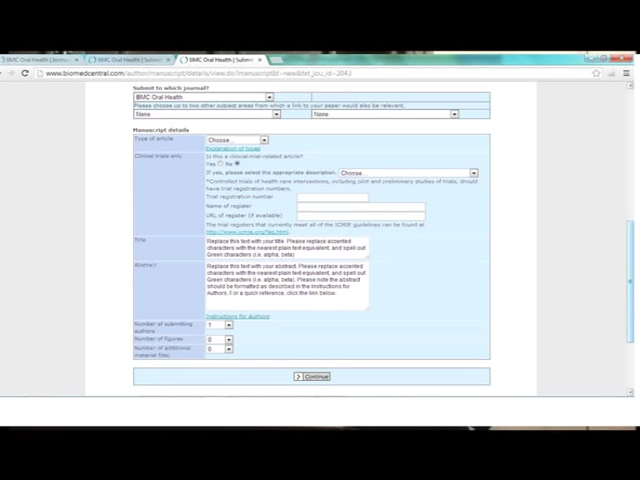 BMC Oral Health | Submit
BMC Oral Health | Submit
www.biomedcentral.com/author/manuscript/details/view.do?manuscriptId=new&txt_jou_id=2043
Submit to which journal?
BMC Oral Health
Please choose up to two other subject areas from which a link to your paper would also be relevant.
None None
Manuscript details
Type of article Choose...
Explanation of types
Clinical trials only Is this a clinical-trial-related article?
Yes No
If yes, please select the appropriate description. Choose...
*Controlled trials of health care interventions, including pilot and preliminary studies of trials, should
have trial registration numbers.
Trial registration number
Name of register
URL of register (if available)
The trial registers that currently meet all of the ICMJE guidelines can be found at
http://www.icmje.org/faq.html.
Title Replace this text with your title. Please replace accented
characters with the nearest plain text equivalent, and spell out
Greek characters (i.e. alpha, beta)
Abstract Replace this text with your abstract. Please replace accented
characters with the nearest plain text equivalent, and spell out
Greek characters (i.e. alpha, beta). Please note the abstract
should be formatted as described in the Instructions for
Authors. For a quick reference, click the link below.
Instructions for Authors
Number of submitting 1
authors
Number of figures 0
Number of additional 0
material files
Continue